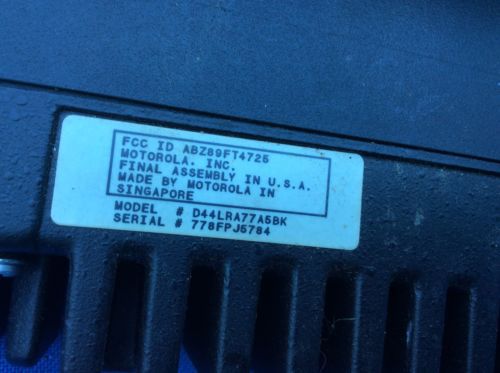 FCC ID ABZ89FT4725
MOTOROLA, INC.
FINAL ASSEMBLY IN U.S.A.
MADE BY MOTOROLA IN
SINGAPORE
MODEL # D44LRA77A5BK
SERIAL # 778FPJ5784